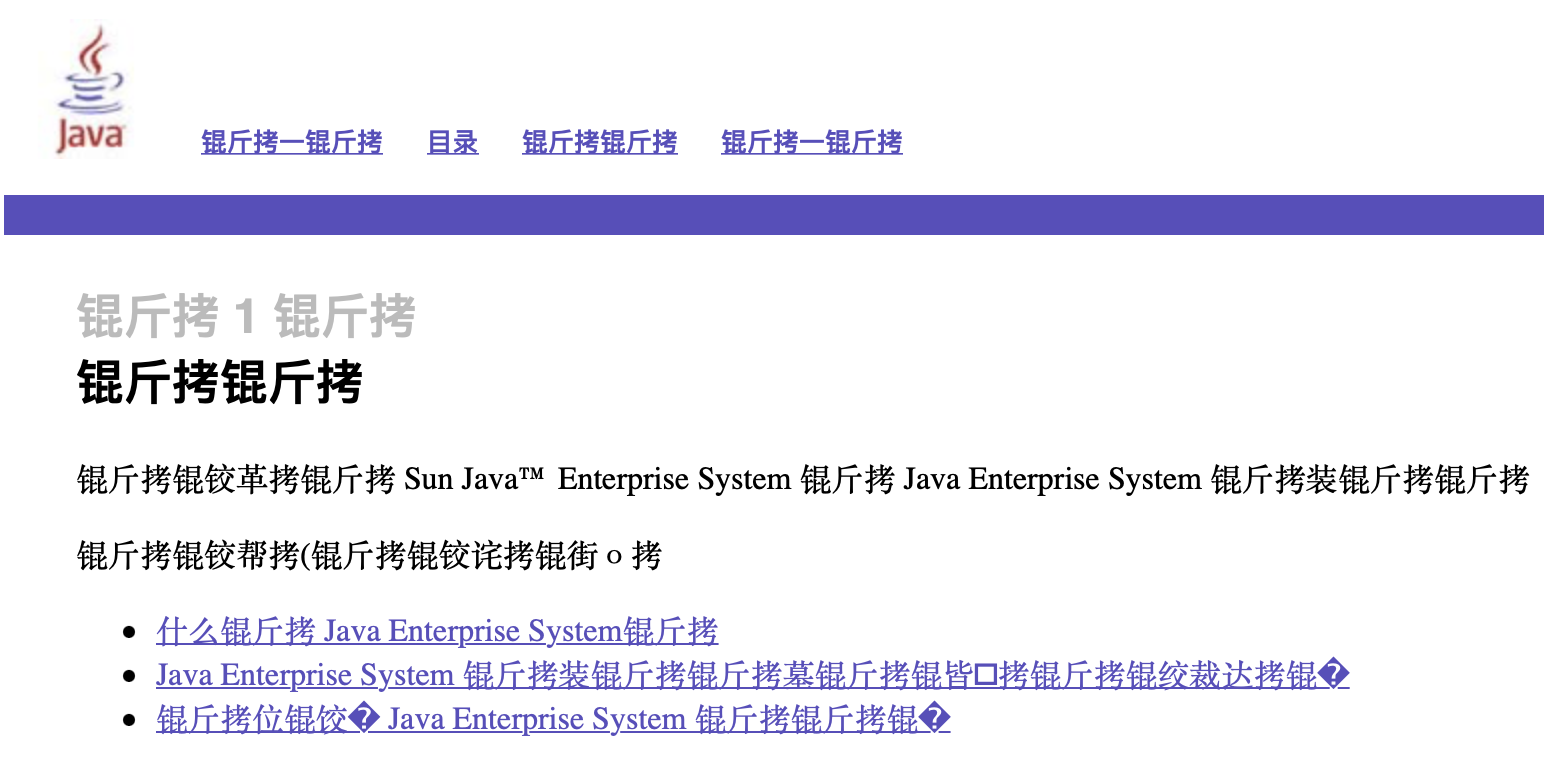 Java
锟斤拷一锟斤拷 目录 锟斤拷锟斤拷 锟斤拷一锟斤拷
锟斤拷 1 锟斤拷
锟斤拷锟斤拷
锟斤拷锟铰革拷锟斤拷 Sun Java™ Enterprise System 锟斤拷 Java Enterprise System 锟斤拷装锟斤拷锟斤拷
锟斤拷锟铰帮拷(锟斤拷锟铰诧拷锟街ｏ拷
什么锟斤拷 Java Enterprise System锟斤拷
Java Enterprise System 锟斤拷装锟斤拷锟斤拷墓锟斤拷锟皆□拷锟斤拷锟绞裁达拷锟�
锟斤拷位锟饺� Java Enterprise System 锟斤拷锟斤拷锟�